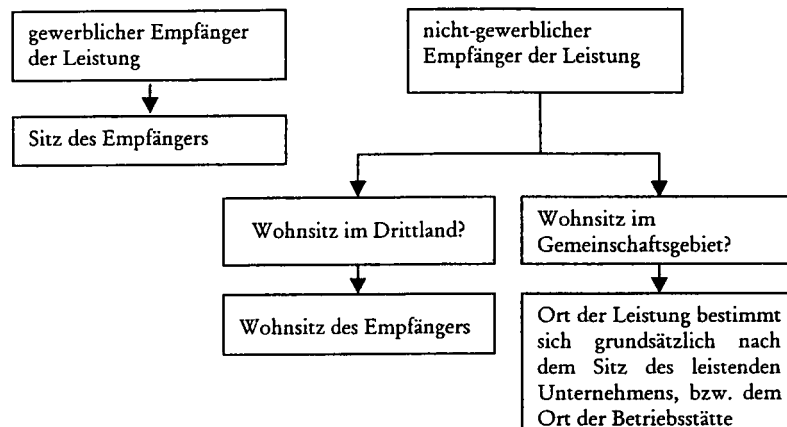 gewerblicher Empfänger
der Leistung
Sitz des Empfängers
nicht-gewerblicher
Empfänger der Leistung
Wohnsitz im Drittland?
Wohnsitz des Empfängers
Wohnsitz im
Gemeinschaftsgebiet?
Ort der Leistung bestimmt
sich grundsätzlich nach
dem Sitz des leistenden
Unternehmens, bzw. dem
Ort der Betriebsstätte